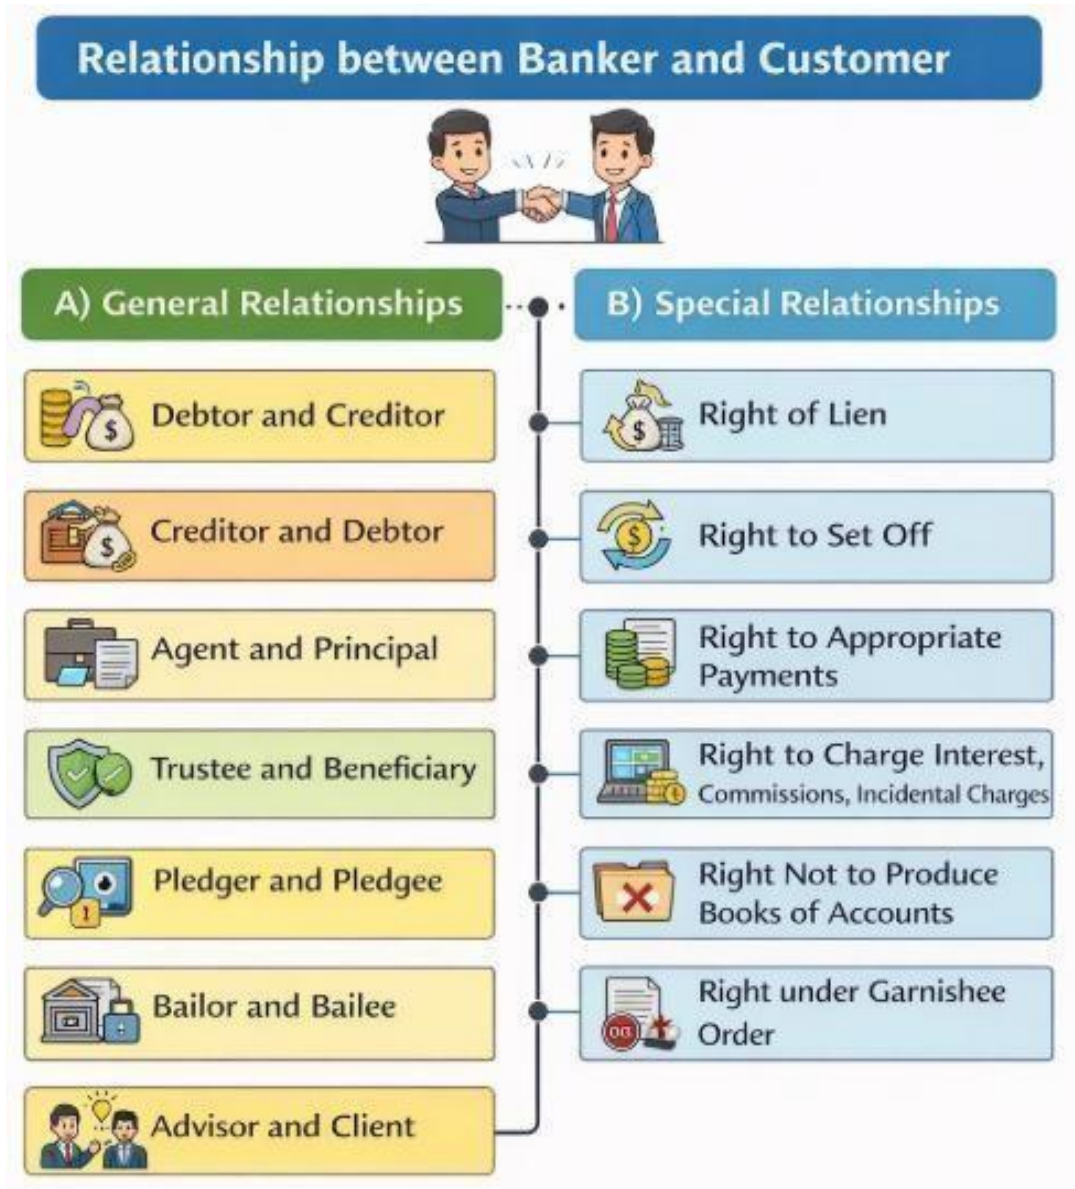 Relationship between Banker and Customer
A) General Relationships
Debtor and Creditor
Creditor and Debtor
Agent and Principal
Trustee and Beneficiary
Pledger and Pledgee
Bailor and Bailee
Advisor and Client
B) Special Relationships
Right of Lien
Right to Set Off
Right to Appropriate
Payments
Right to Charge Interest,
Commissions, Incidental Charges
Right Not to Produce
Books of Accounts
Right under Garnishee
Order